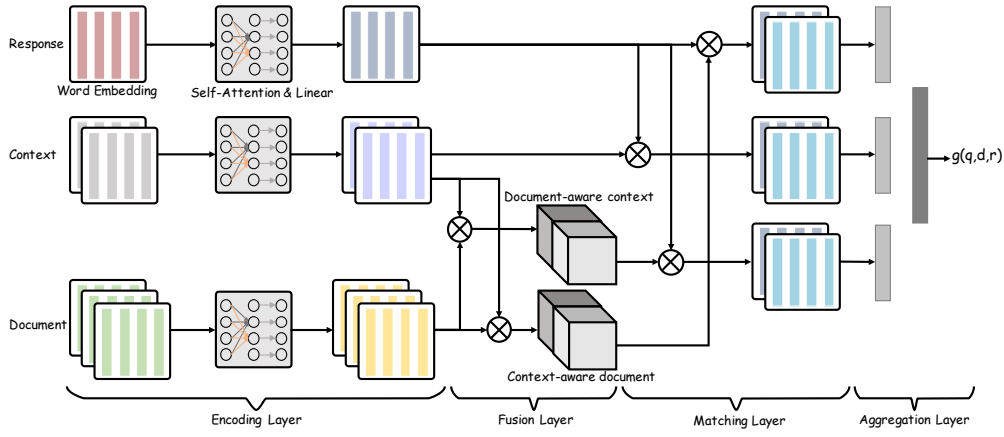 Response
Word Embedding
Self-Attention & Linear
Context
g(q,d,r)
Document-aware context
Document
Context-aware document
Encoding Layer
Fusion Layer
Matching Layer
Aggregation Layer